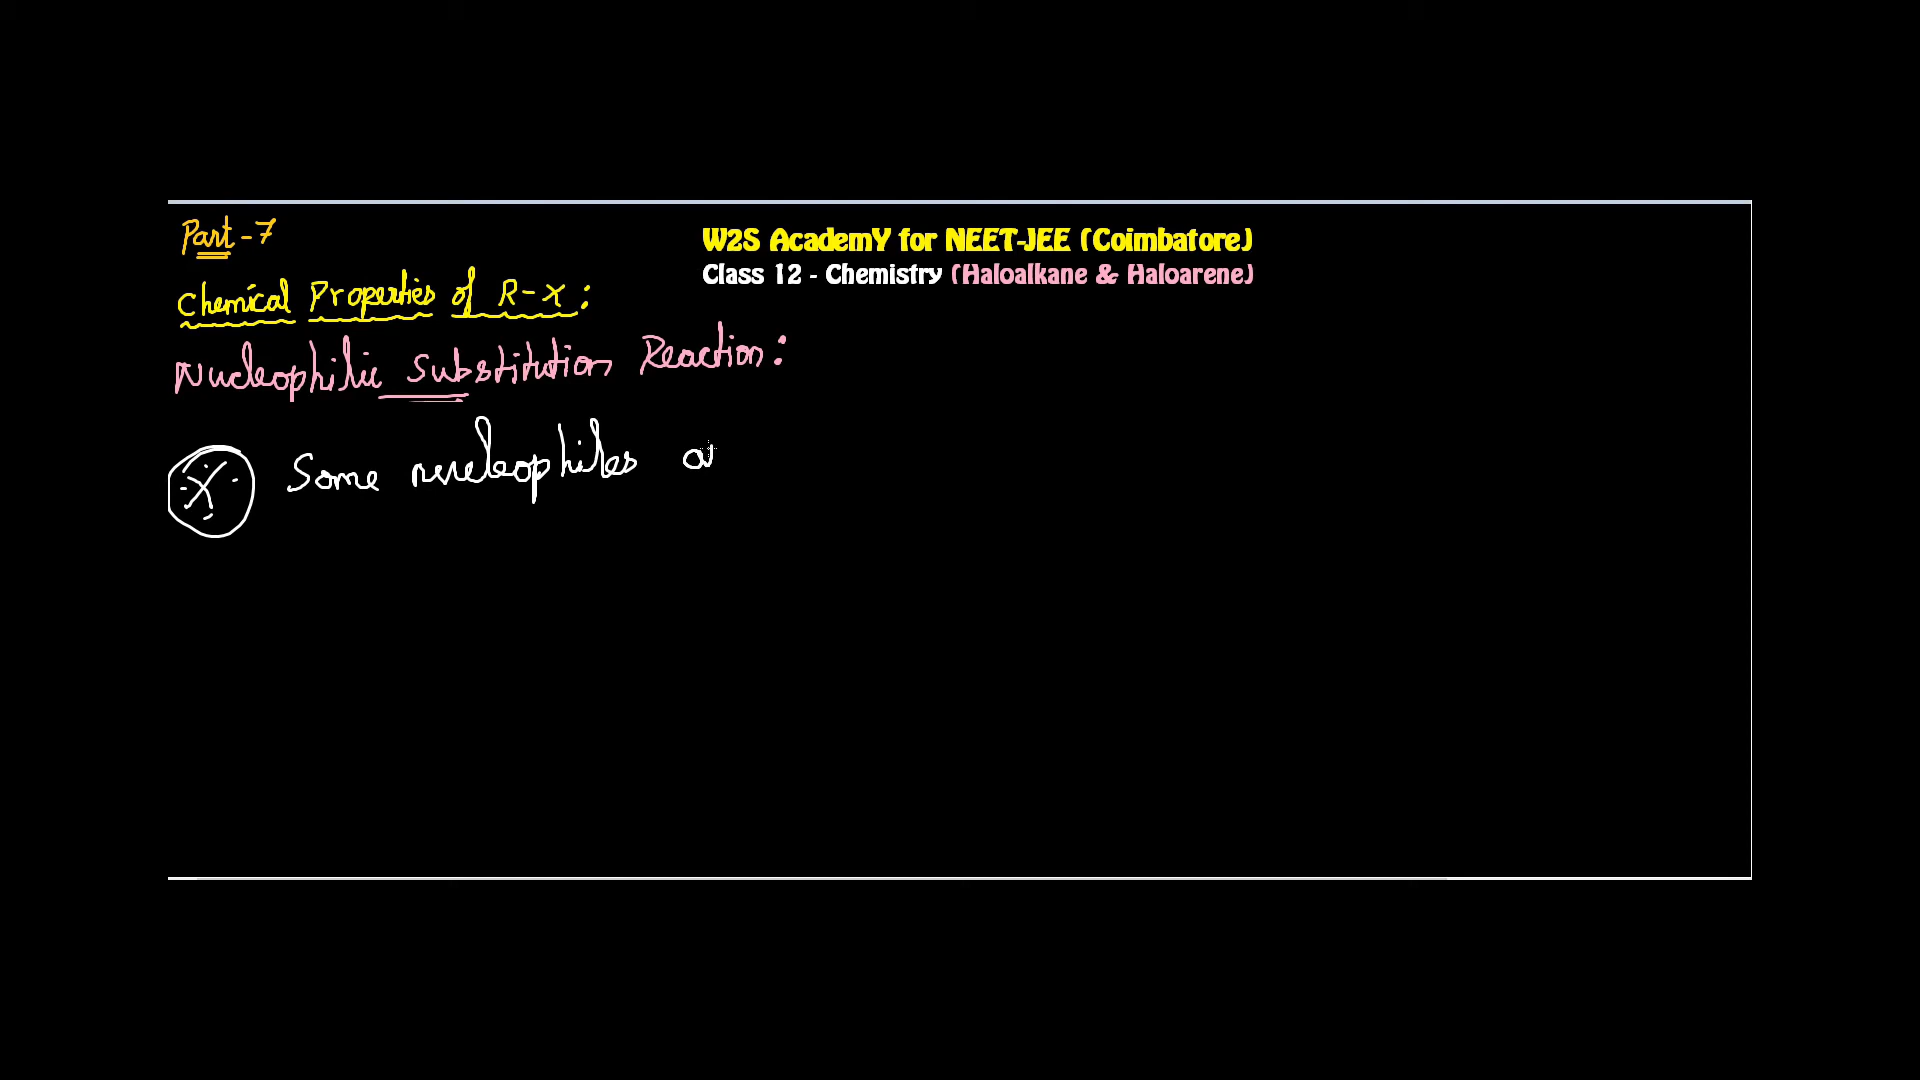 Part-7
W2S AcademY for NEET-JEE (Coimbatore)
Class 12 - Chemistry (Haloalkane & Haloarene)
Chemical Properties of R-X:
Nucleophilic Substitution Reaction:
Some nucleophiles a